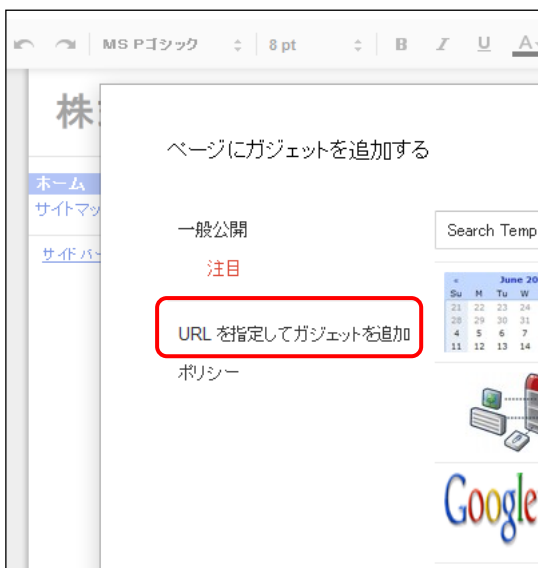 MS Pゴシック 8 pt B I U A
株
ページにガジェットを追加する
ホーム
サイトマッ
サイドバー
一般公開
注目
URL を指定してガジェットを追加
ポリシー
Search Temp
« June 20
Su M Tu W
21 22 23 24
28 29 30 31
4 5 6 7
11 12 13 14
Google